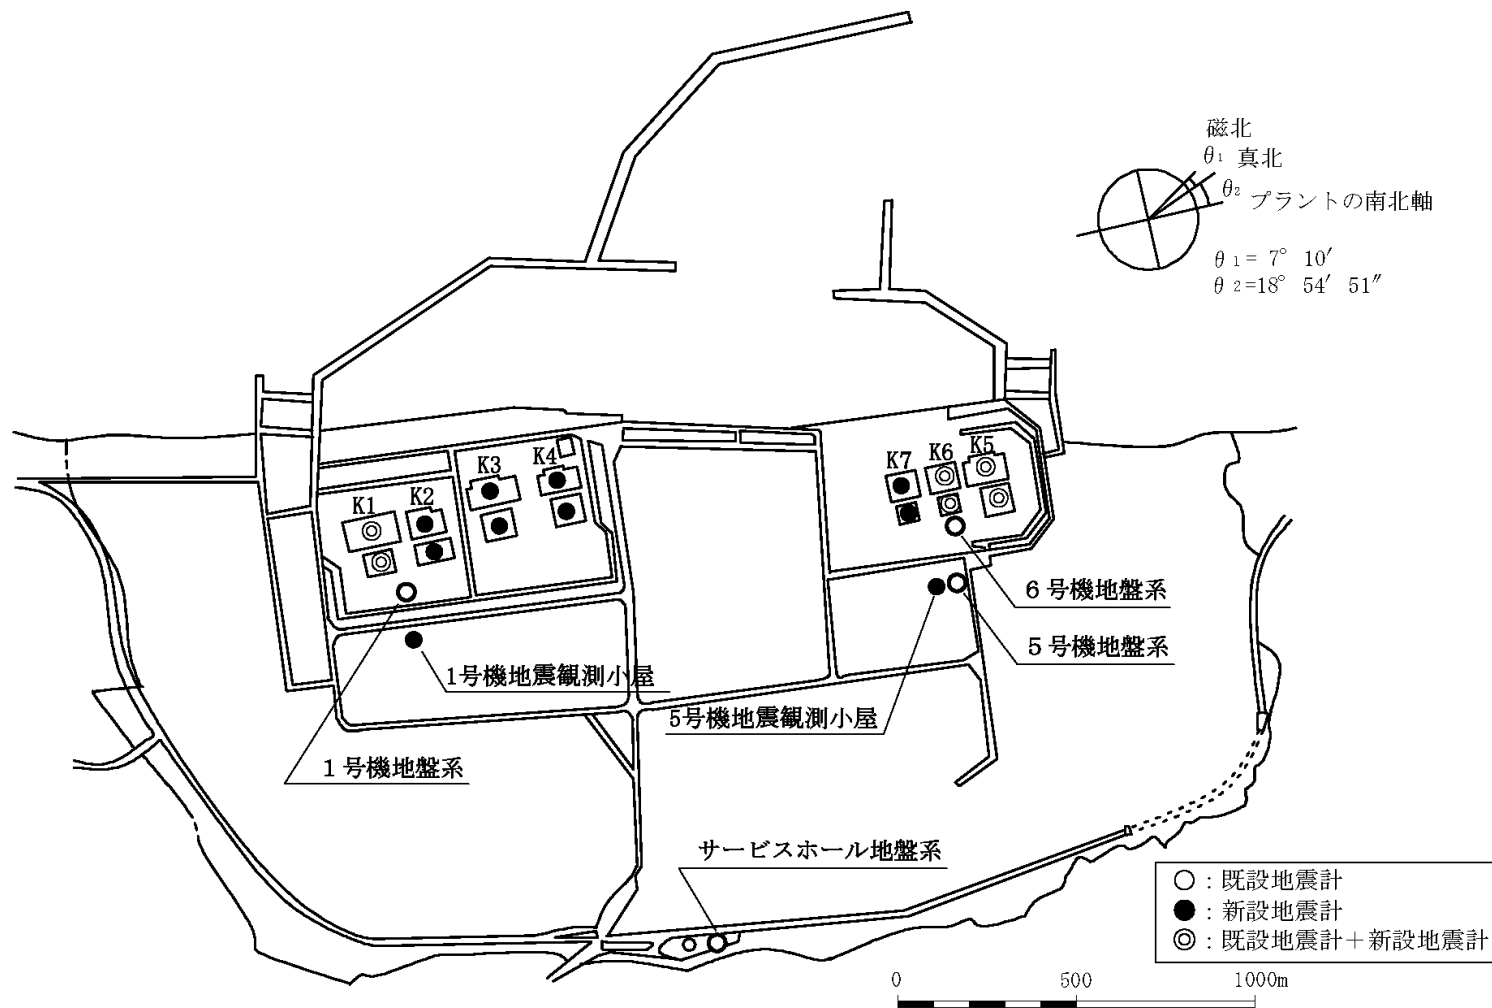 磁北
θ1 真北
θ2 プラントの南北軸
θ1= 7° 10′
θ2=18° 54′ 51″
K1
K2
K3
K4
K7
K6
K5
6号機地盤系
5号機地盤系
1号機地震観測小屋
5号機地震観測小屋
1号機地盤系
サービスホール地盤系
○：既設地震計
●：新設地震計
◎：既設地震計＋新設地震計
0 500 1000m